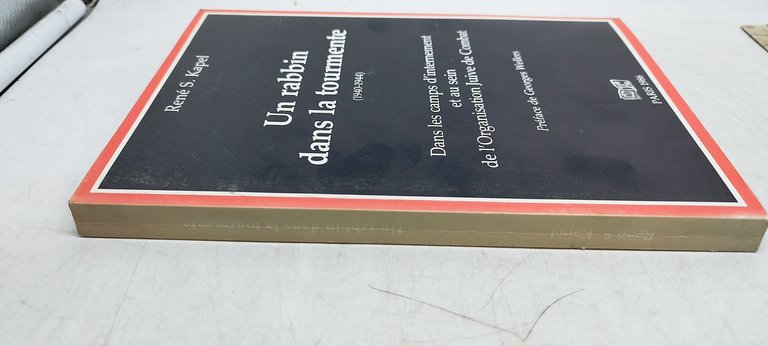 René S. Kapel
Un rabbin
dans la tourmente
(1940-1944)
Dans les camps d'internement
et au sein
de l'Organisation Juive de Combat
Préface de Georges Wellers
PARIS 1986
Un rabbin dans la tourmente
René S. Kapel